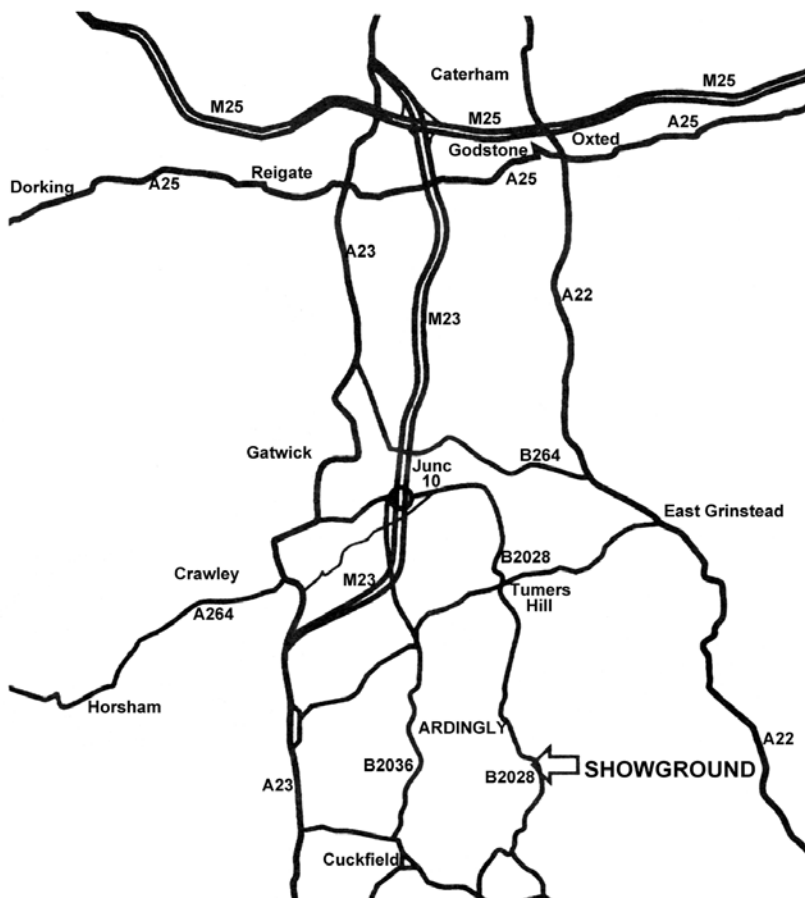 Caterham
M25
M25
M25
A25
Oxted
Godstone
Reigate
A25
A25
Dorking
A23
A22
M23
Gatwick
B264
Junc
10
East Grinstead
B2028
Crawley
M23
Tumers
Hill
A264
Horsham
ARDINGLY
A22
B2036
SHOWGROUND
A23
B2028
Cuckfield